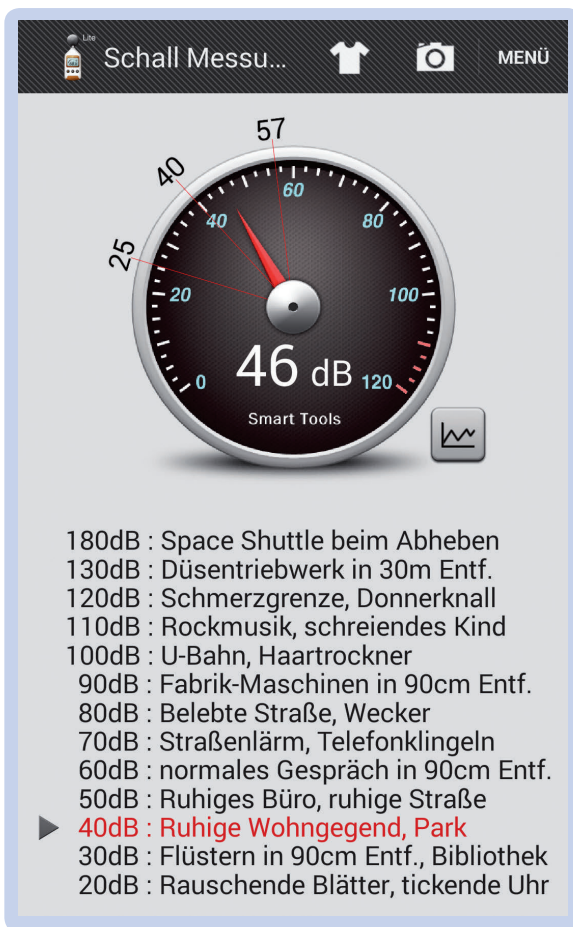 Lite
Schall Messu... MENÜ
57
40
25
60
40
80
20
100
0
120
46 dB
Smart Tools
180dB : Space Shuttle beim Abheben
130dB : Düsentriebwerk in 30m Entf.
120dB : Schmerzgrenze, Donnerknall
110dB : Rockmusik, schreiendes Kind
100dB : U-Bahn, Haartrockner
90dB : Fabrik-Maschinen in 90cm Entf.
80dB : Belebte Straße, Wecker
70dB : Straßenlärm, Telefonklingeln
60dB : normales Gespräch in 90cm Entf.
50dB : Ruhiges Büro, ruhige Straße
40dB : Ruhige Wohngegend, Park
30dB : Flüstern in 90cm Entf., Bibliothek
20dB : Rauschende Blätter, tickende Uhr